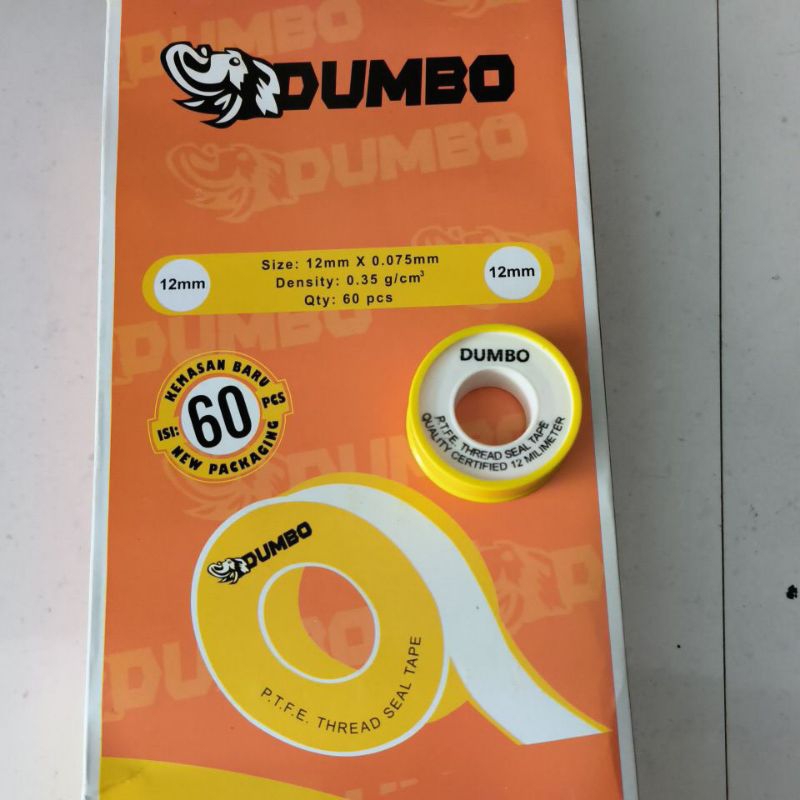 DUMBO
DUMBO
DUMBO
Size: 12mm X 0.075mm
Density: 0.35 g/cm³
Qty: 60 pcs
12mm
12mm
DUMBO
DUMBO
P.T.F.E. THREAD SEAL TAPE
QUALITY CERTIFIED 12 MILIMETER
KEMASAN BARU
ISI: 60 PCS
NEW PACKAGING
DUMBO
P.T.F.E. THREAD SEAL TAPE